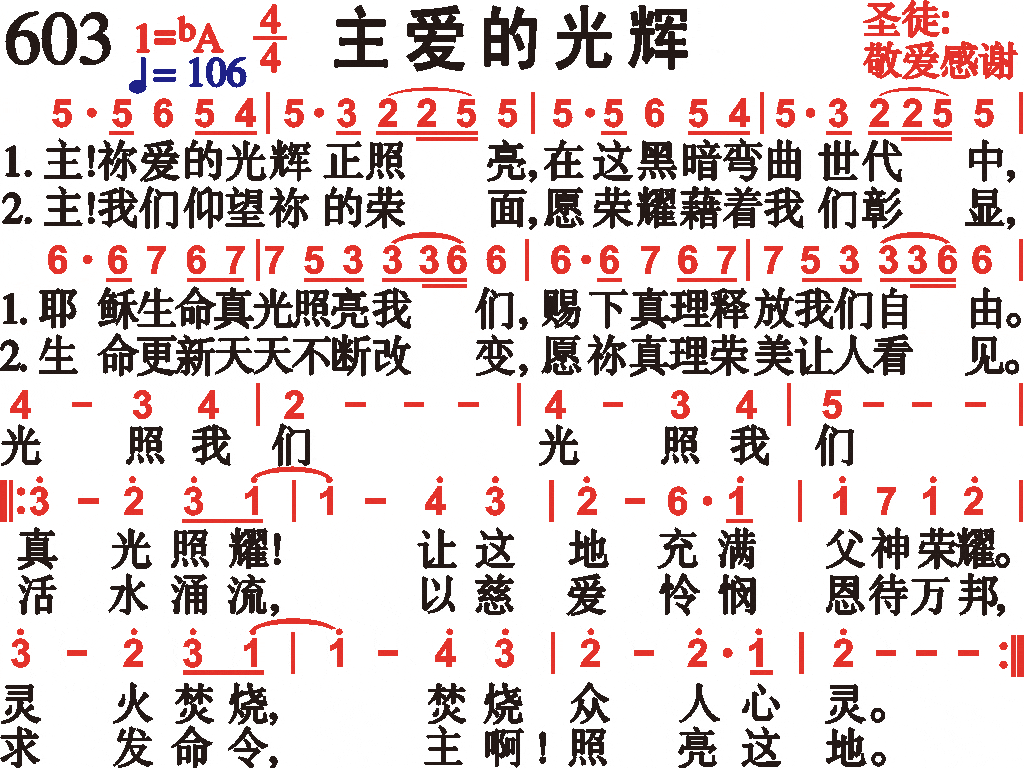 603 1=ᵇA 4/4 主爱的光辉 圣徒:
♩= 106 敬爱感谢
5 · 5 6 5 4 | 5 · 3 2 2 5 5 | 5 · 5 6 5 4 | 5 · 3 2 2 5 5 |
1. 主!祢爱的光辉 正照 亮,在这黑暗弯曲世代 中,
2. 主!我们仰望祢 的荣 面,愿荣耀藉着我们彰 显,
6 · 6 7 6 7 | 7 5 3 3 3 6 6 | 6 · 6 7 6 7 | 7 5 3 3 3 6 6 |
1. 耶 稣生命真光照亮我 们, 赐下真理释放我们自 由。
2. 生 命更新天天不断改 变, 愿祢真理荣美让人看 见。
4 – 3 4 | 2 – – – | 4 – 3 4 | 5 – – – |
光 照我 们 光 照我 们
‖: 3̇ – 2̇ 3̇ 1̇ | 1̇ – 4̇ 3̇ | 2̇ – 6 · 1̇ | 1̇ 7 1̇ 2̇ |
真 光照耀! 让这 地 充满 父神荣耀。
活 水涌流, 以慈 爱 怜悯 恩待万邦,
3̇ – 2̇ 3̇ 1̇ | 1̇ – 4̇ 3̇ | 2̇ – 2̇ · 1̇ | 2̇ – – :‖
灵 火焚烧, 焚烧 众 人心 灵。
求 发命令, 主啊! 照 亮这 地。